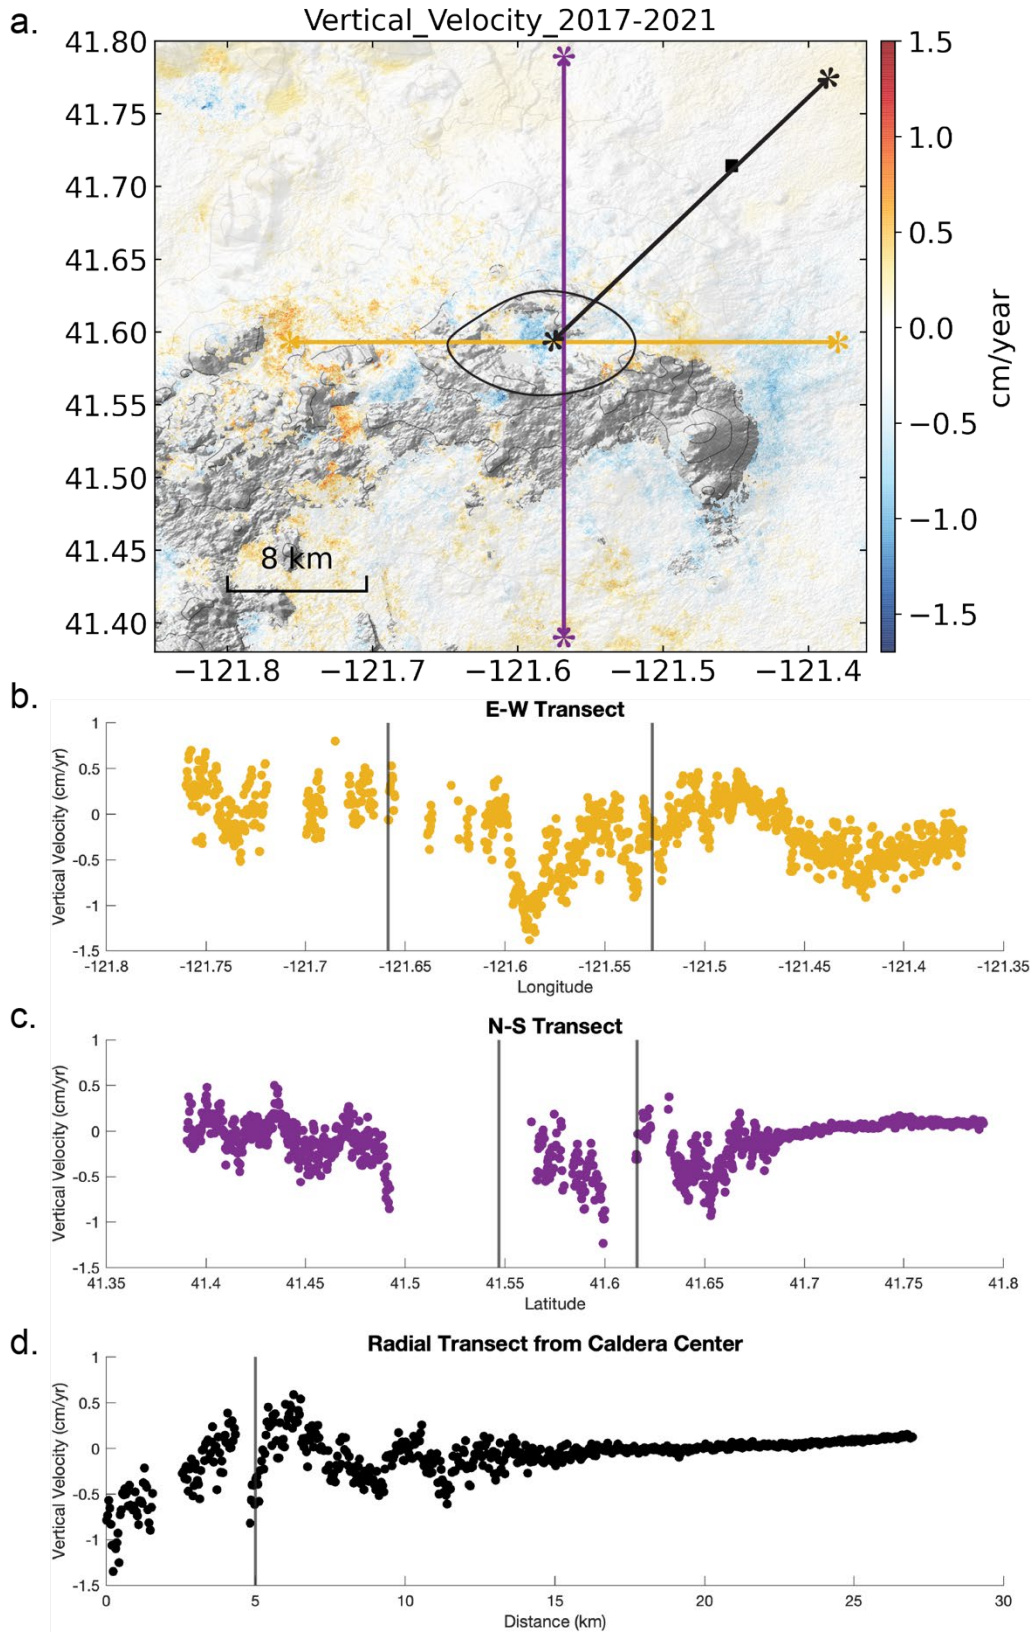 a.
Vertical_Velocity_2017-2021
41.80
41.75
41.70
41.65
41.60
41.55
41.50
41.45
41.40
8 km
−121.8 −121.7 −121.6 −121.5 −121.4
1.5
1.0
0.5
0.0
−0.5
−1.0
−1.5
cm/year
b.
E-W Transect
Vertical Velocity (cm/yr)
1
0.5
0
-0.5
-1
-1.5
-121.8 -121.75 -121.7 -121.65 -121.6 -121.55 -121.5 -121.45 -121.4 -121.35
Longitude
c.
N-S Transect
Vertical Velocity (cm/yr)
1
0.5
0
-0.5
-1
-1.5
41.35 41.4 41.45 41.5 41.55 41.6 41.65 41.7 41.75 41.8
Latitude
d.
Radial Transect from Caldera Center
Vertical Velocity (cm/yr)
1
0.5
0
-0.5
-1
-1.5
0 5 10 15 20 25 30
Distance (km)